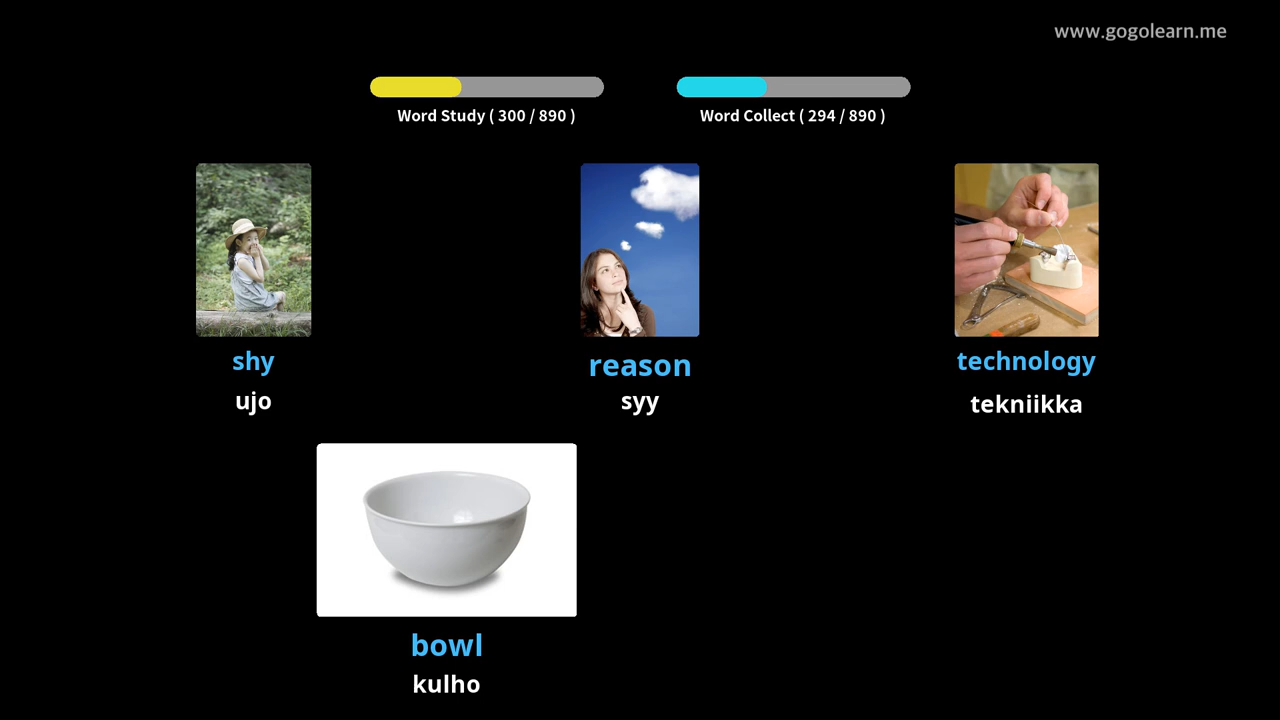 www.gogolearn.me
Word Study ( 300 / 890 )
Word Collect ( 294 / 890 )
shy
ujo
reason
syy
technology
tekniikka
bowl
kulho